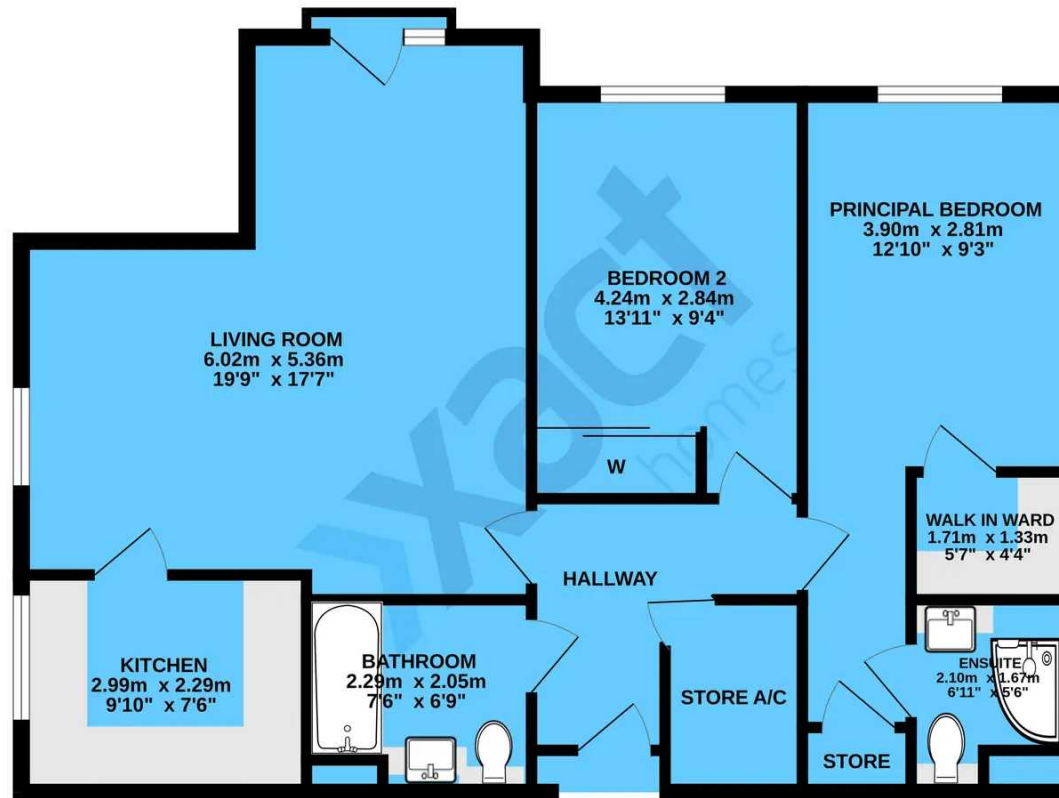 LIVING ROOM
6.02m x 5.36m
19'9" x 17'7"
BEDROOM 2
4.24m x 2.84m
13'11" x 9'4"
W
PRINCIPAL BEDROOM
3.90m x 2.81m
12'10" x 9'3"
WALK IN WARD
1.71m x 1.33m
5'7" x 4'4"
HALLWAY
KITCHEN
2.99m x 2.29m
9'10" x 7'6"
BATHROOM
2.29m x 2.05m
7'6" x 6'9"
STORE A/C
ENSUITE
2.10m x 1.67m
6'11" x 5'6"
STORE
xact
homes